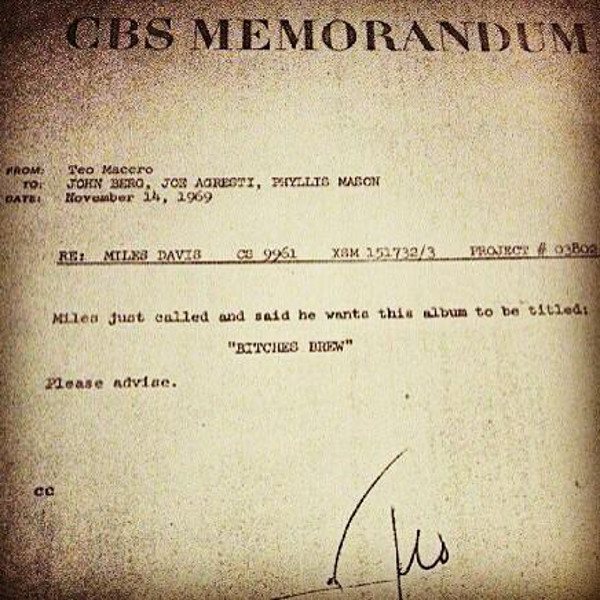 CBS MEMORANDUM
FROM: Teo Macero
TO: JOHN BERG, JOE AGRESTI, PHYLLIS MASON
DATE: November 14, 1969
RE: MILES DAVIS CS 9961 XSM 151732/3 PROJECT # 03802
Miles just called and said he wants this album to be titled:
"BITCHES BREW"
Please advise.
cc
Teo